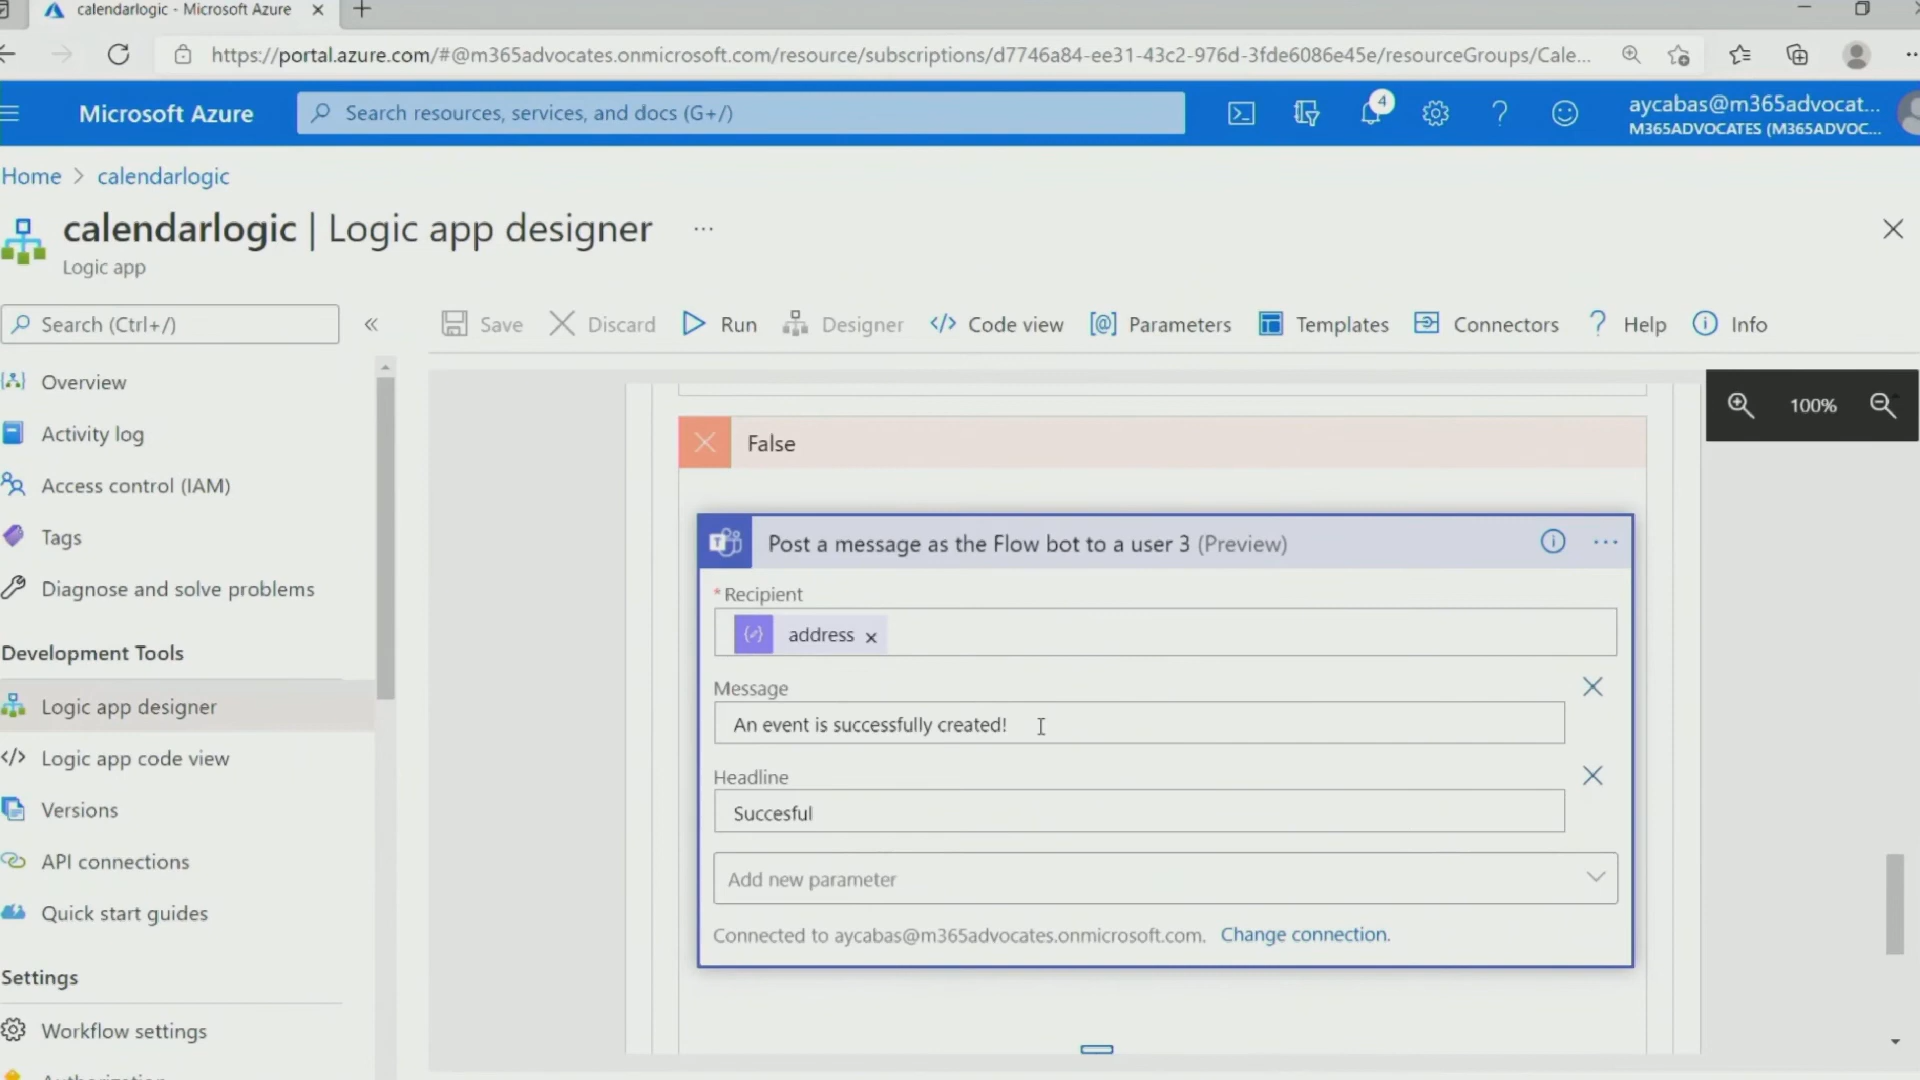 calendarlogic - Microsoft Azure
https://portal.azure.com/#@m365advocates.onmicrosoft.com/resource/subscriptions/d7746a84-ee31-43c2-976d-3fde6086e45e/resourceGroups/Cale...
Microsoft Azure
Search resources, services, and docs (G+/)
4
aycabas@m365advocat...
M365ADVOCATES (M365ADVOC...
Home > calendarlogic
calendarlogic | Logic app designer ...
Logic app
Search (Ctrl+/)
«
Save
Discard
Run
Designer
Code view
Parameters
Templates
Connectors
Help
Info
Overview
Activity log
Access control (IAM)
Tags
Diagnose and solve problems
Development Tools
Logic app designer
Logic app code view
Versions
API connections
Quick start guides
Settings
Workflow settings
Authorization
100%
False
Post a message as the Flow bot to a user 3 (Preview)
* Recipient
address ×
Message
An event is successfully created!
Headline
Succesful
Add new parameter
Connected to aycabas@m365advocates.onmicrosoft.com. Change connection.